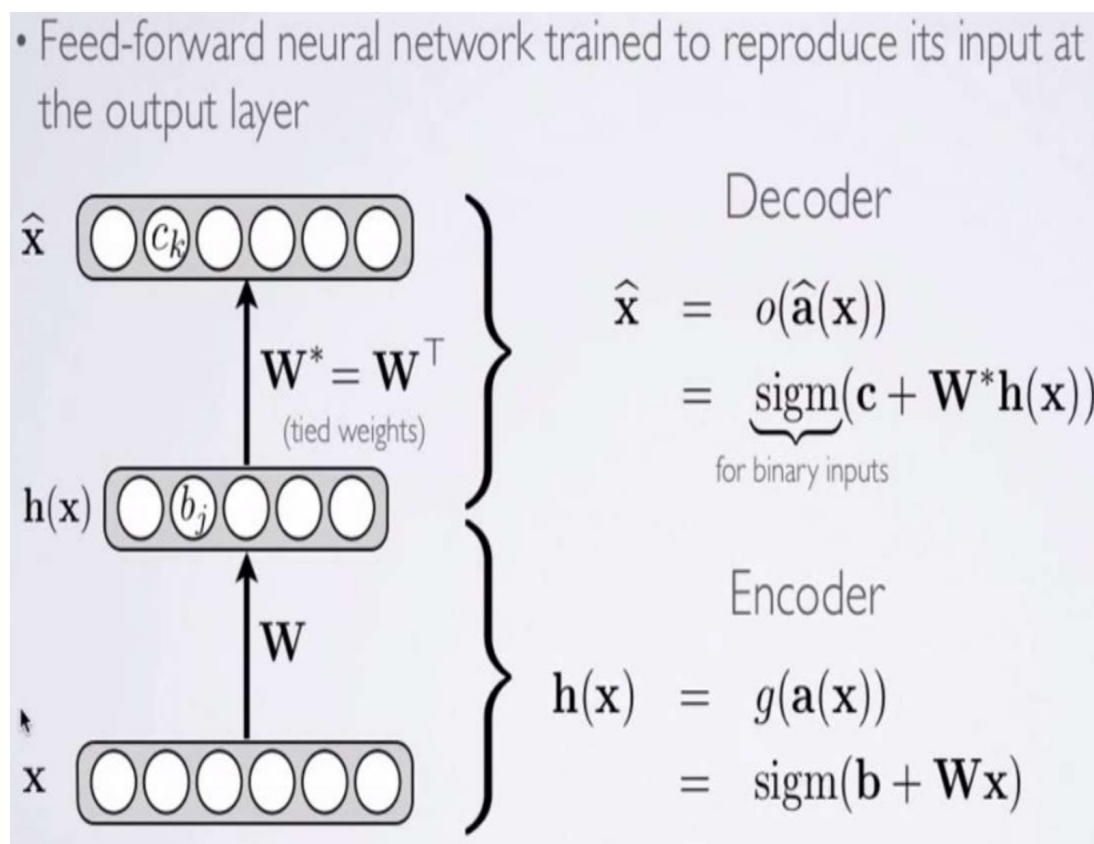 • Feed-forward neural network trained to reproduce its input at
the output layer
Decoder
x̂ c_k
x̂ = o(â(x))
W* = W^⊤
(tied weights)
= sigm(c + W*h(x))
for binary inputs
h(x) b_j
Encoder
W
h(x) = g(a(x))
x
= sigm(b + Wx)